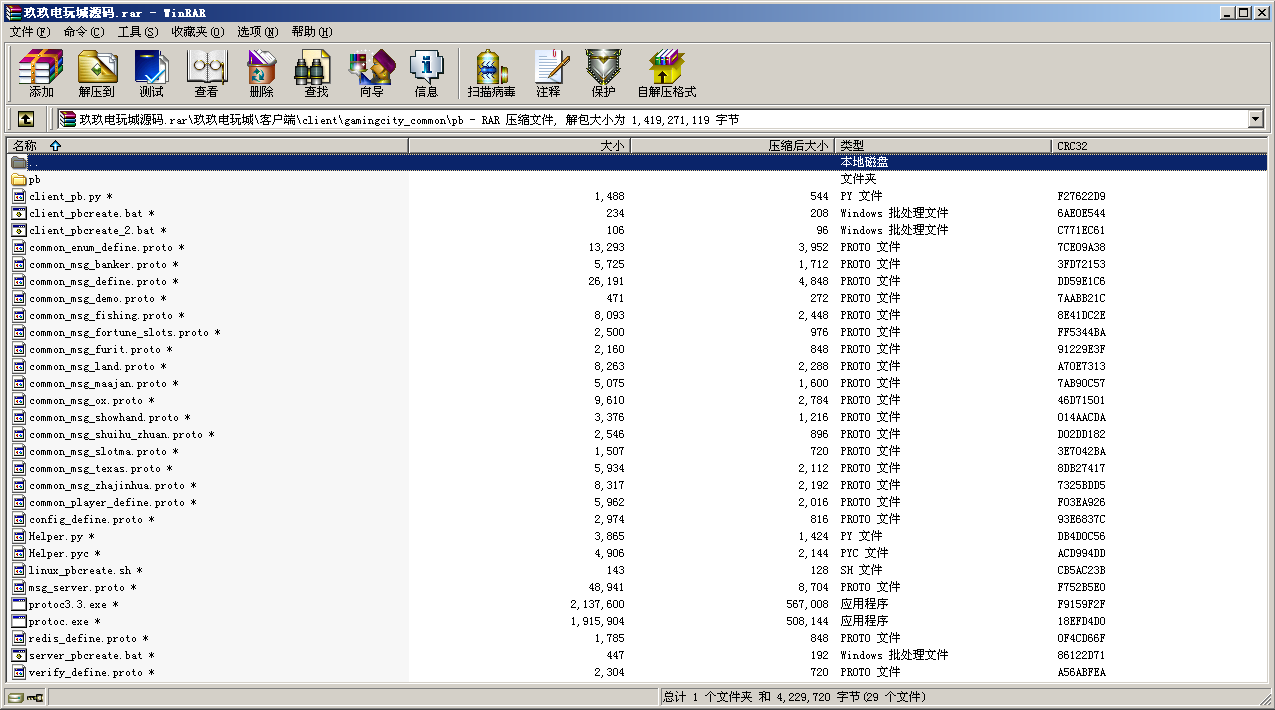 玖玖电玩城源码.rar - WinRAR
文件(F) 命令(C) 工具(S) 收藏夹(O) 选项(N) 帮助(H)
添加 解压到 测试 查看 删除 查找 向导 信息 扫描病毒 注释 保护 自解压格式
玖玖电玩城源码.rar\玖玖电玩城\客户端\client\gamingcity_common\pb - RAR 压缩文件, 解包大小为 1,419,271,119 字节
名称 大小 压缩后大小 类型 CRC32
.. 本地磁盘
pb 文件夹
client_pb.py * 1,488 544 PY 文件 F27622D9
client_pbcreate.bat * 234 208 Windows 批处理文件 6AE0E544
client_pbcreate_2.bat * 106 96 Windows 批处理文件 C771EC61
common_enum_define.proto * 13,293 3,952 PROTO 文件 7CE09A38
common_msg_banker.proto * 5,725 1,712 PROTO 文件 3FD72153
common_msg_define.proto * 26,191 4,848 PROTO 文件 DD59E1C6
common_msg_demo.proto * 471 272 PROTO 文件 7AABB21C
common_msg_fishing.proto * 8,093 2,448 PROTO 文件 8E41DC2E
common_msg_fortune_slots.proto * 2,500 976 PROTO 文件 FF5344BA
common_msg_furit.proto * 2,160 848 PROTO 文件 91229E3F
common_msg_land.proto * 8,263 2,288 PROTO 文件 A70E7313
common_msg_maajan.proto * 5,075 1,600 PROTO 文件 7AB90C57
common_msg_ox.proto * 9,610 2,784 PROTO 文件 46D71501
common_msg_showhand.proto * 3,376 1,216 PROTO 文件 014AACDA
common_msg_shuihu_zhuan.proto * 2,546 896 PROTO 文件 D02DD182
common_msg_slotma.proto * 1,507 720 PROTO 文件 3E7042BA
common_msg_texas.proto * 5,934 2,112 PROTO 文件 8DB27417
common_msg_zhajinhua.proto * 8,317 2,192 PROTO 文件 7325BDD5
common_player_define.proto * 5,962 2,016 PROTO 文件 F03EA926
config_define.proto * 2,974 816 PROTO 文件 93E6837C
Helper.py * 3,865 1,424 PY 文件 DB4D0C56
Helper.pyc * 4,906 2,144 PYC 文件 ACD994DD
linux_pbcreate.sh * 143 128 SH 文件 CB5AC23B
msg_server.proto * 48,941 8,704 PROTO 文件 F752B5E0
protoc3.3.exe * 2,137,600 567,008 应用程序 F9159F2F
protoc.exe * 1,915,904 508,144 应用程序 18EFD4D0
redis_define.proto * 1,785 848 PROTO 文件 0F4CD66F
server_pbcreate.bat * 447 192 Windows 批处理文件 86122D71
verify_define.proto * 2,304 720 PROTO 文件 A56ABFEA
总计 1 个文件夹 和 4,229,720 字节(29 个文件)